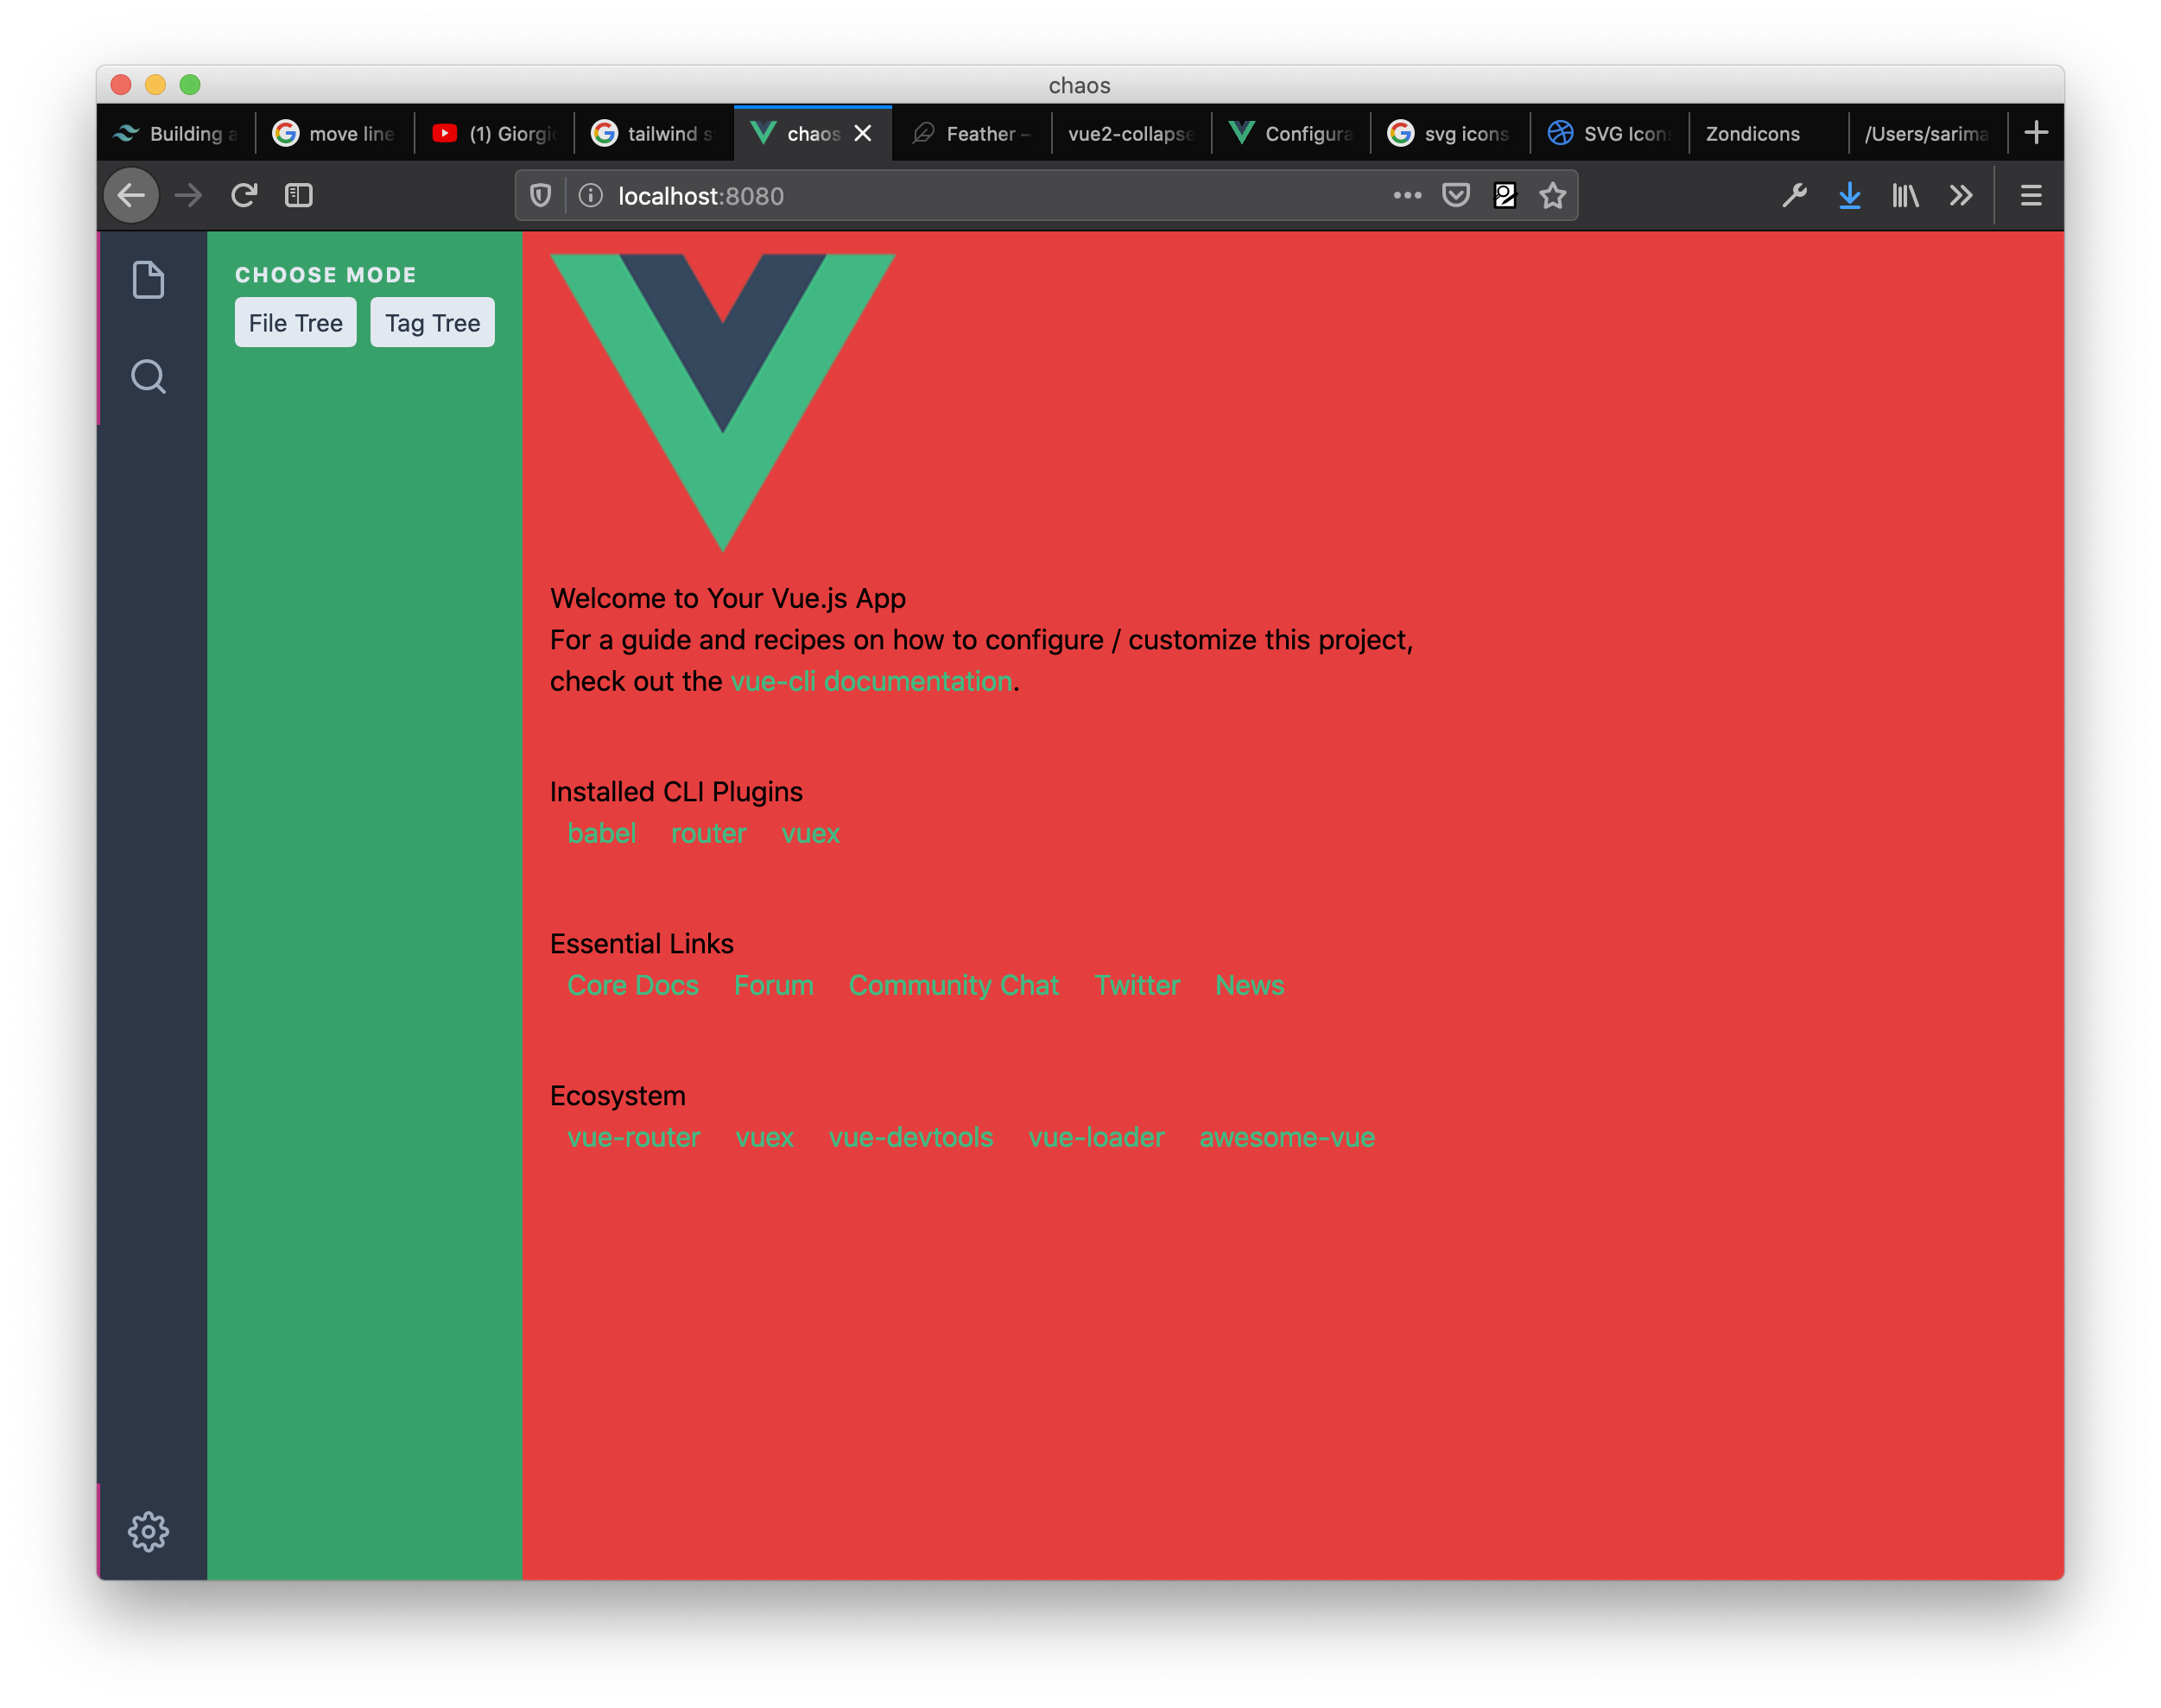 chaos
Building a
move line
(1) Giorgi
tailwind s
chaos
Feather –
vue2-collapse
Configura
svg icons
SVG Icon
Zondicons
/Users/sarima
localhost:8080
CHOOSE MODE
File Tree Tag Tree
Welcome to Your Vue.js App
For a guide and recipes on how to configure / customize this project,
check out the vue-cli documentation.
Installed CLI Plugins
babel router vuex
Essential Links
Core Docs Forum Community Chat Twitter News
Ecosystem
vue-router vuex vue-devtools vue-loader awesome-vue